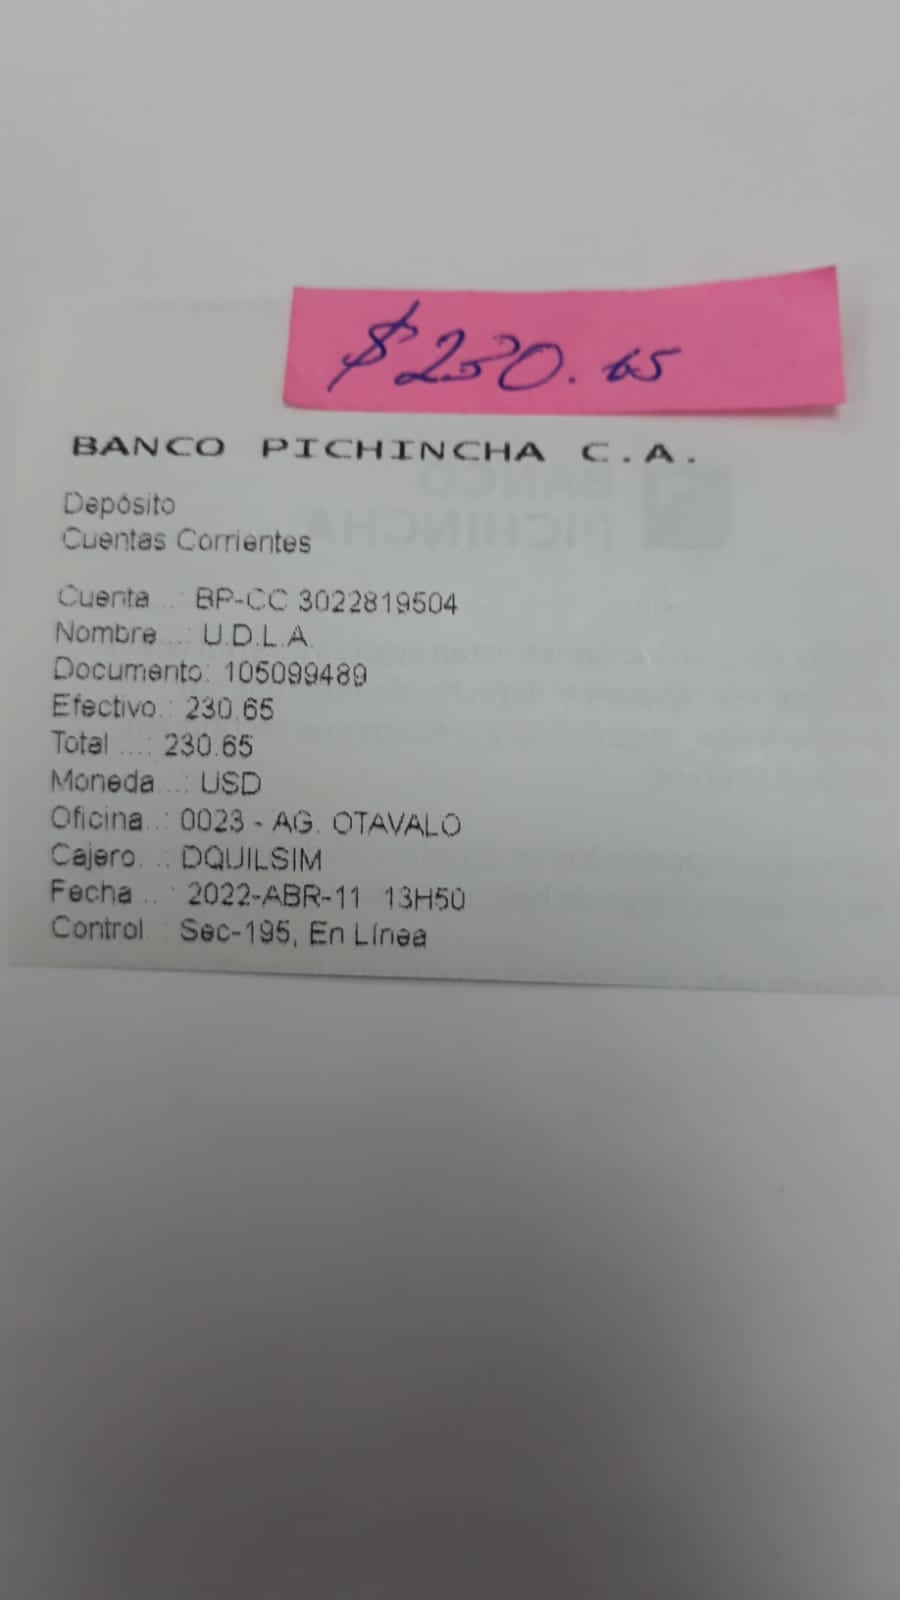 $230.65
BANCO PICHINCHA C.A.
Depósito
Cuentas Corrientes
Cuenta ..: BP-CC 3022819504
Nombre ...: U.D.L.A.
Documento: 105099489
Efectivo.: 230.65
Total ....: 230.65
Moneda ...: USD
Oficina..: 0023 - AG. OTAVALO
Cajero. ..: DQUILSIM
Fecha ...: 2022-ABR-11 13H50
Control ..: Sec-195, En Línea
BANCO
PICHINCHA